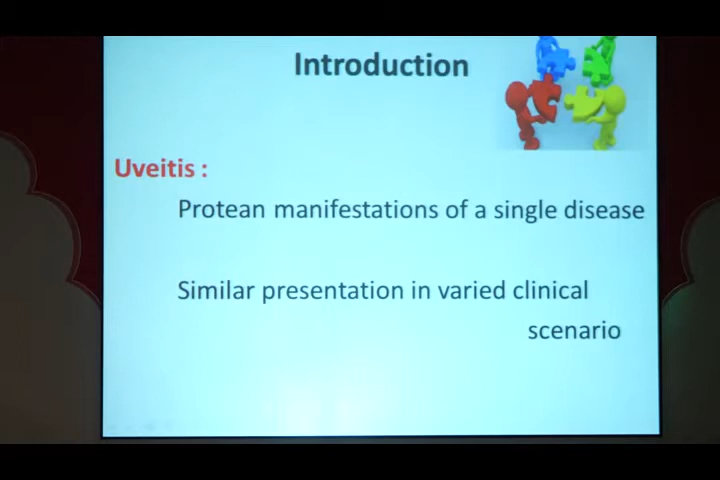 Introduction
Uveitis :
Protean manifestations of a single disease
Similar presentation in varied clinical
scenario